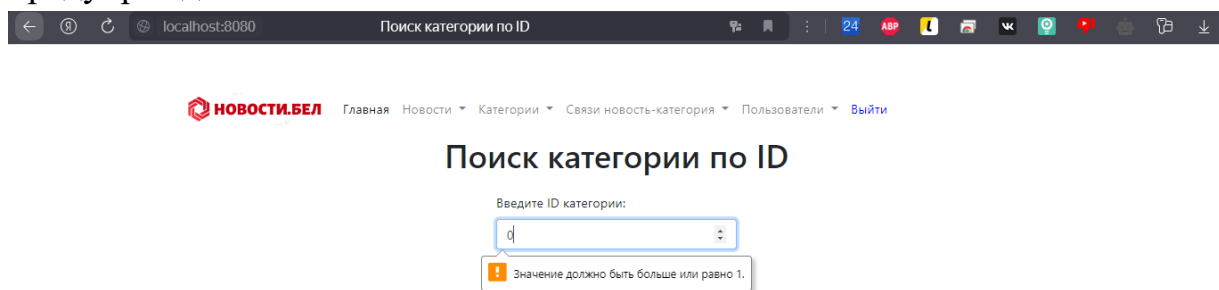 localhost:8080 Поиск категории по ID 24 ABP
НОВОСТИ.БЕЛ Главная Новости Категории Связи новость-категория Пользователи Выйти
Поиск категории по ID
Введите ID категории:
0
Значение должно быть больше или равно 1.